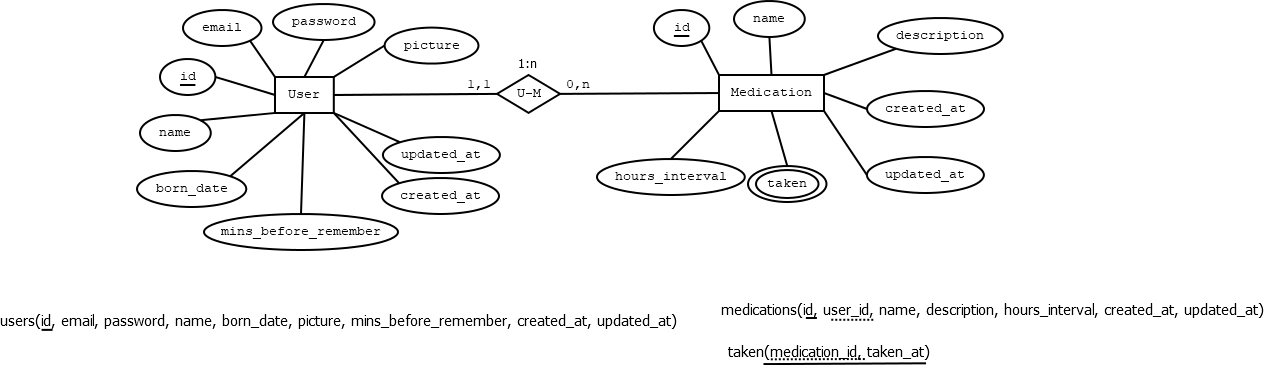 email
password
picture
id
User
name
born_date
mins_before_remember
updated_at
created_at
1:n
1,1
U-M
0,n
id
name
description
Medication
created_at
updated_at
hours_interval
taken
users(id, email, password, name, born_date, picture, mins_before_remember, created_at, updated_at)
medications(id, user_id, name, description, hours_interval, created_at, updated_at)
taken(medication_id, taken_at)